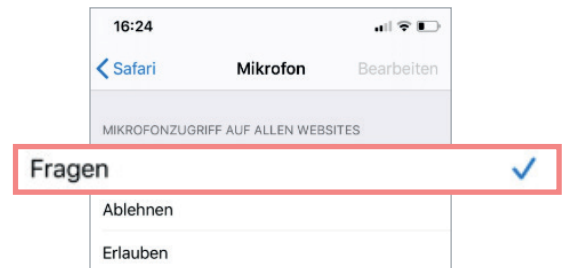 16:24
Safari Mikrofon Bearbeiten
MIKROFONZUGRIFF AUF ALLEN WEBSITES
Fragen
Ablehnen
Erlauben